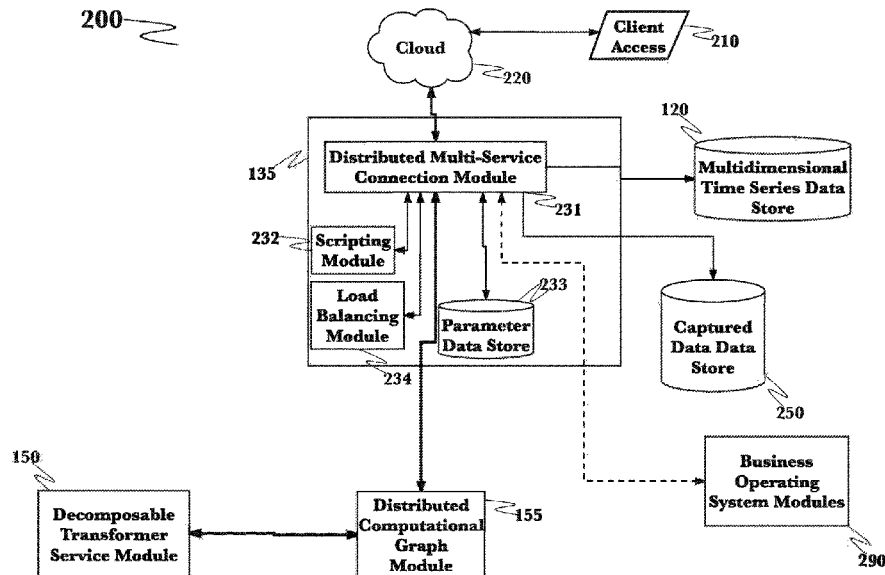 200
Cloud
Client
Access
210
220
120
135
Distributed Multi-Service
Connection Module
231
Multidimensional
Time Series Data
Store
232
Scripting
Module
Load
Balancing
Module
234
233
Parameter
Data Store
Captured
Data Data
Store
250
150
Decomposable
Transformer
Service Module
Distributed
Computational
Graph
Module
155
Business
Operating
System Modules
290